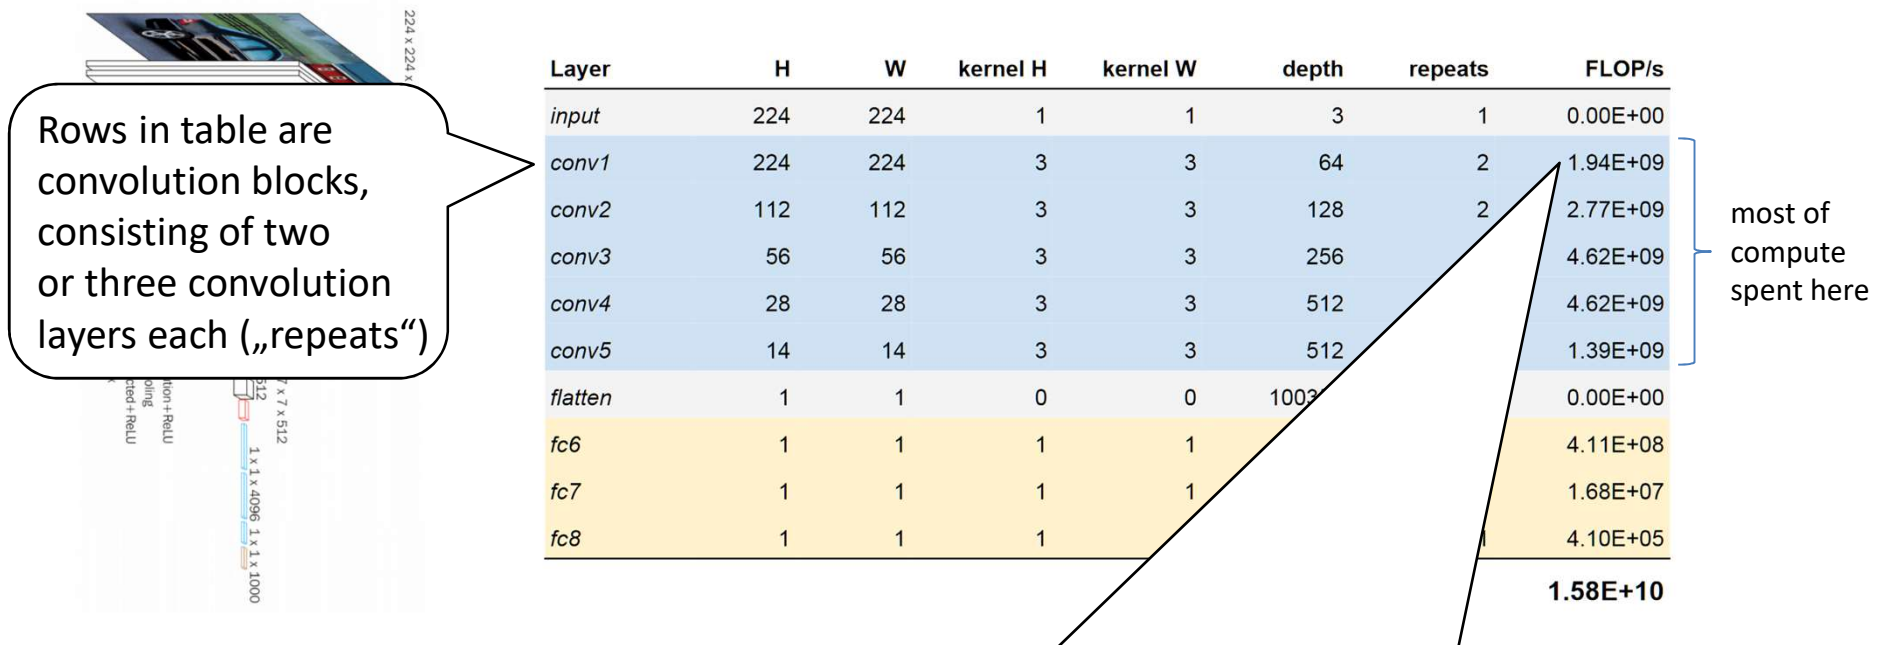 224 x 224 x
Rows in table are
convolution blocks,
consisting of two
or three convolution
layers each („repeats“)
7 x 7 x 512
512
1 x 1 x 4096 1 x 1 x 1000
Layer H W kernel H kernel W depth repeats FLOP/s
input 224 224 1 1 3 1 0.00E+00
conv1 224 224 3 3 64 2 1.94E+09
conv2 112 112 3 3 128 2 2.77E+09
conv3 56 56 3 3 256 4.62E+09
conv4 28 28 3 3 512 4.62E+09
conv5 14 14 3 3 512 1.39E+09
flatten 1 1 0 0 0.00E+00
fc6 1 1 1 1 4.11E+08
fc7 1 1 1 1 1.68E+07
fc8 1 1 1 4.10E+05
1.58E+10
most of
compute
spent here